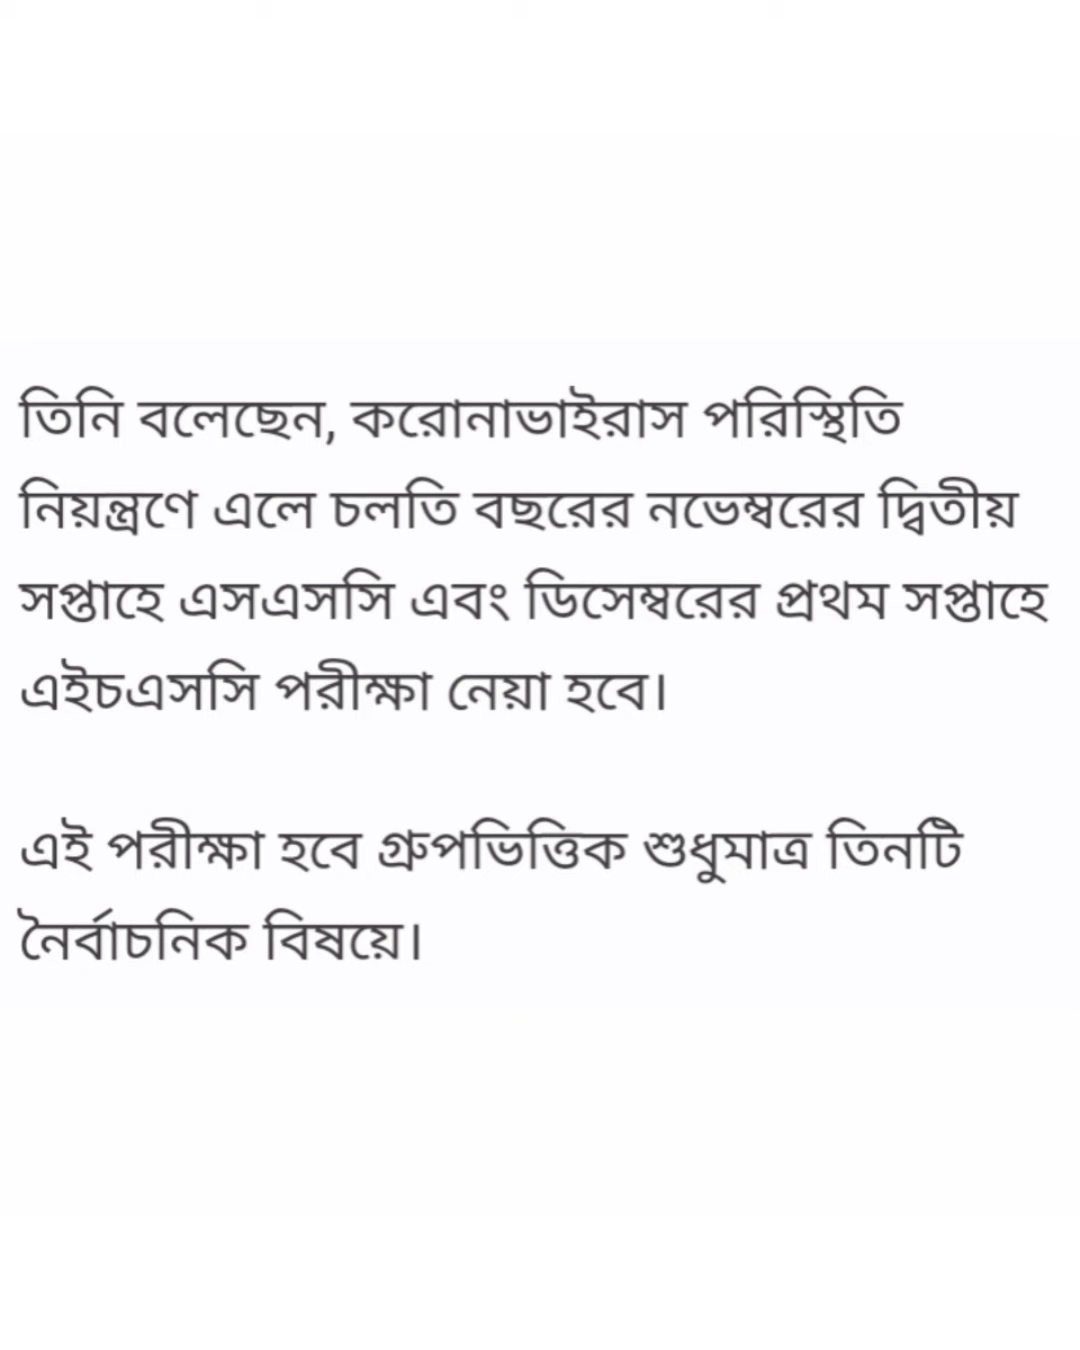 তিনি বলেছেন, করোনাভাইরাস পরিস্থিতি
নিয়ন্ত্রণে এলে চলতি বছরের নভেম্বরের দ্বিতীয়
সপ্তাহে এসএসসি এবং ডিসেম্বরের প্রথম সপ্তাহে
এইচএসসি পরীক্ষা নেয়া হবে।
এই পরীক্ষা হবে গ্রুপভিত্তিক শুধুমাত্র তিনটি
নৈর্বাচনিক বিষয়ে।